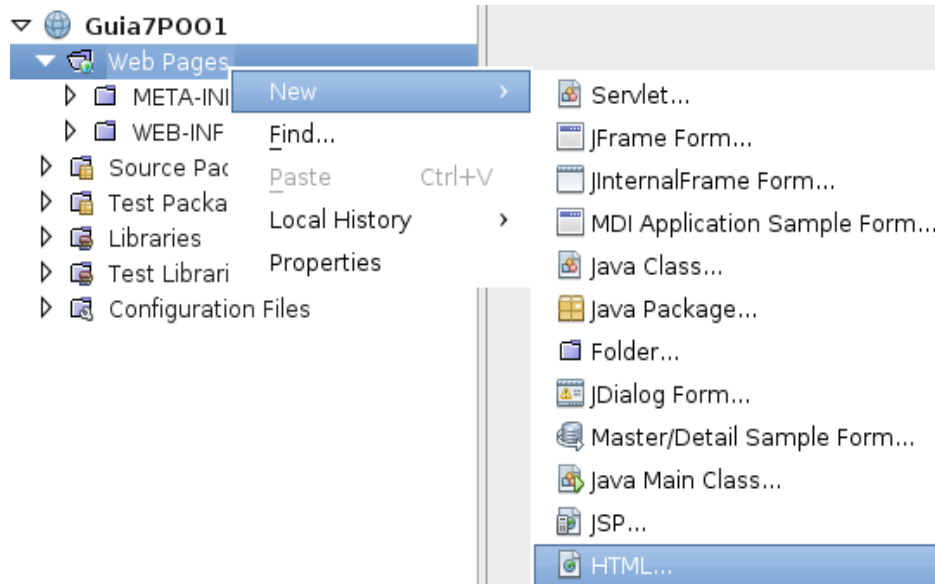 Guia7POO1
Web Pages
META-INI
WEB-INF
Source Pac
Test Packa
Libraries
Test Librari
Configuration Files
New
Find...
Paste Ctrl+V
Local History
Properties
Servlet...
JFrame Form...
JInternalFrame Form...
MDI Application Sample Form...
Java Class...
Java Package...
Folder...
JDialog Form...
Master/Detail Sample Form...
Java Main Class...
JSP...
HTML...